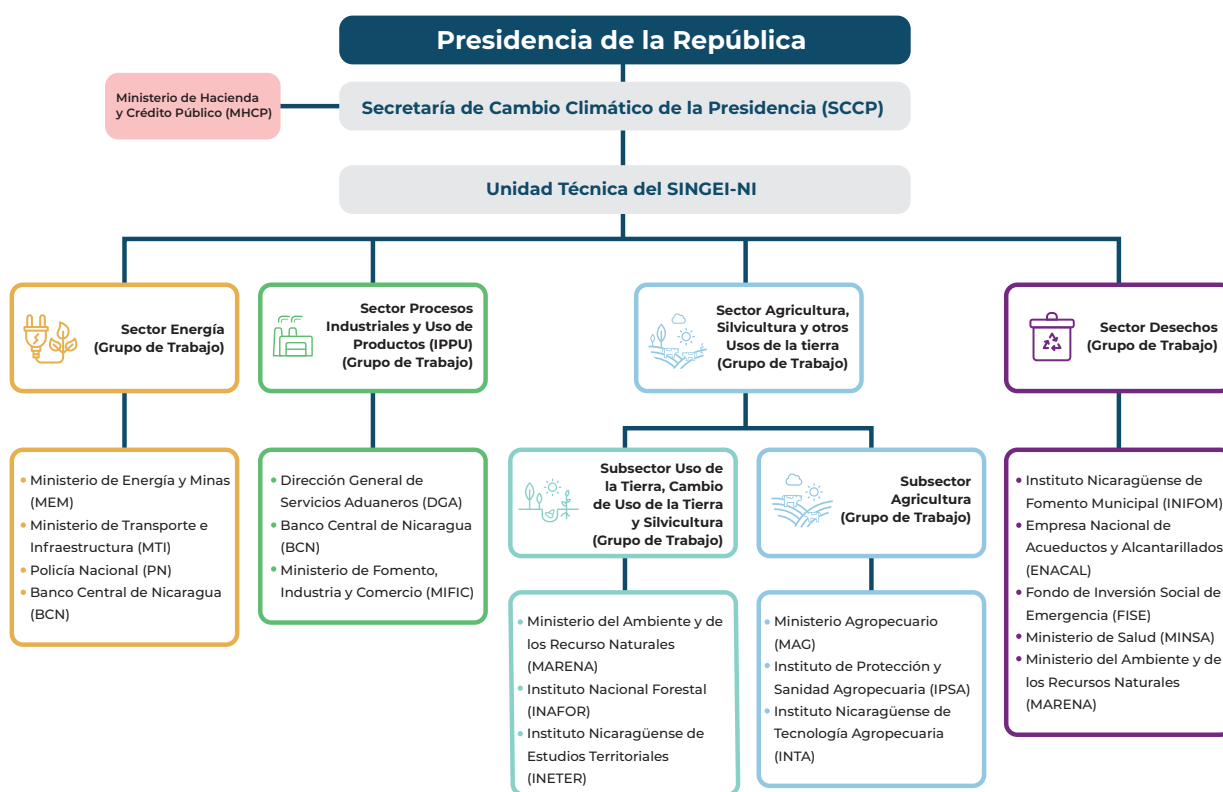 Presidencia de la República
Ministerio de Hacienda
y Crédito Público (MHCP)
Secretaría de Cambio Climático de la Presidencia (SCCP)
Unidad Técnica del SINGEI-NI
Sector Energía
(Grupo de Trabajo)
Sector Procesos
Industriales y Uso de
Productos (IPPU)
(Grupo de Trabajo)
Sector Agricultura,
Silvicultura y otros
Usos de la tierra
(Grupo de Trabajo)
Sector Desechos
(Grupo de Trabajo)
• Ministerio de Energía y Minas
(MEM)
• Ministerio de Transporte e
Infraestructura (MTI)
• Policía Nacional (PN)
• Banco Central de Nicaragua
(BCN)
• Dirección General de
Servicios Aduaneros (DGA)
• Banco Central de Nicaragua
(BCN)
• Ministerio de Fomento,
Industria y Comercio (MIFIC)
Subsector Uso de
la Tierra, Cambio
de Uso de la Tierra
y Silvicultura
(Grupo de Trabajo)
Subsector
Agricultura
(Grupo de Trabajo)
• Ministerio del Ambiente y de
los Recurso Naturales
(MARENA)
• Instituto Nacional Forestal
(INAFOR)
• Instituto Nicaragüense de
Estudios Territoriales
(INETER)
• Ministerio Agropecuario
(MAG)
• Instituto de Protección y
Sanidad Agropecuaria (IPSA)
• Instituto Nicaragüense de
Tecnología Agropecuaria
(INTA)
• Instituto Nicaragüense de
Fomento Municipal (INIFOM)
• Empresa Nacional de
Acueductos y Alcantarillados
(ENACAL)
• Fondo de Inversión Social de
Emergencia (FISE)
• Ministerio de Salud (MINSA)
• Ministerio del Ambiente y de
los Recursos Naturales
(MARENA)